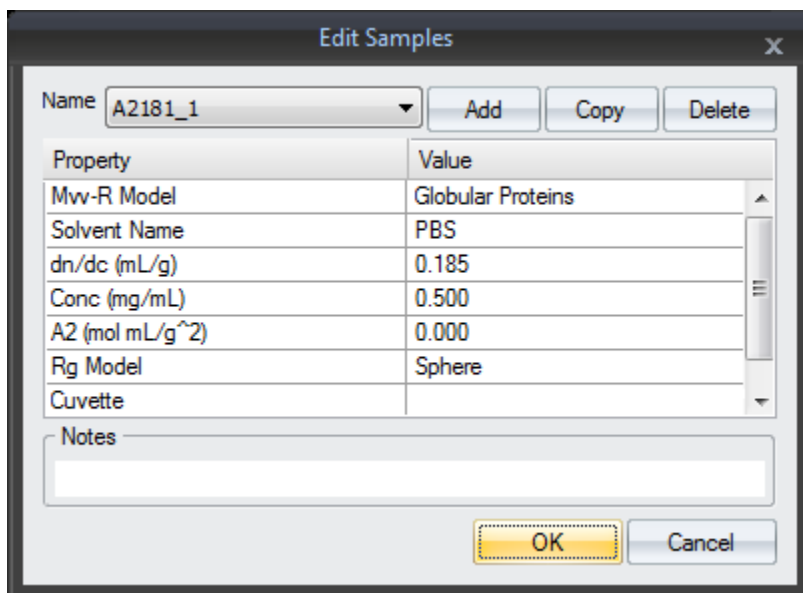 Edit Samples x
Name A2181_1 Add Copy Delete
Property Value
Mw-R Model Globular Proteins
Solvent Name PBS
dn/dc (mL/g) 0.185
Conc (mg/mL) 0.500
A2 (mol mL/g^2) 0.000
Rg Model Sphere
Cuvette
Notes
OK Cancel